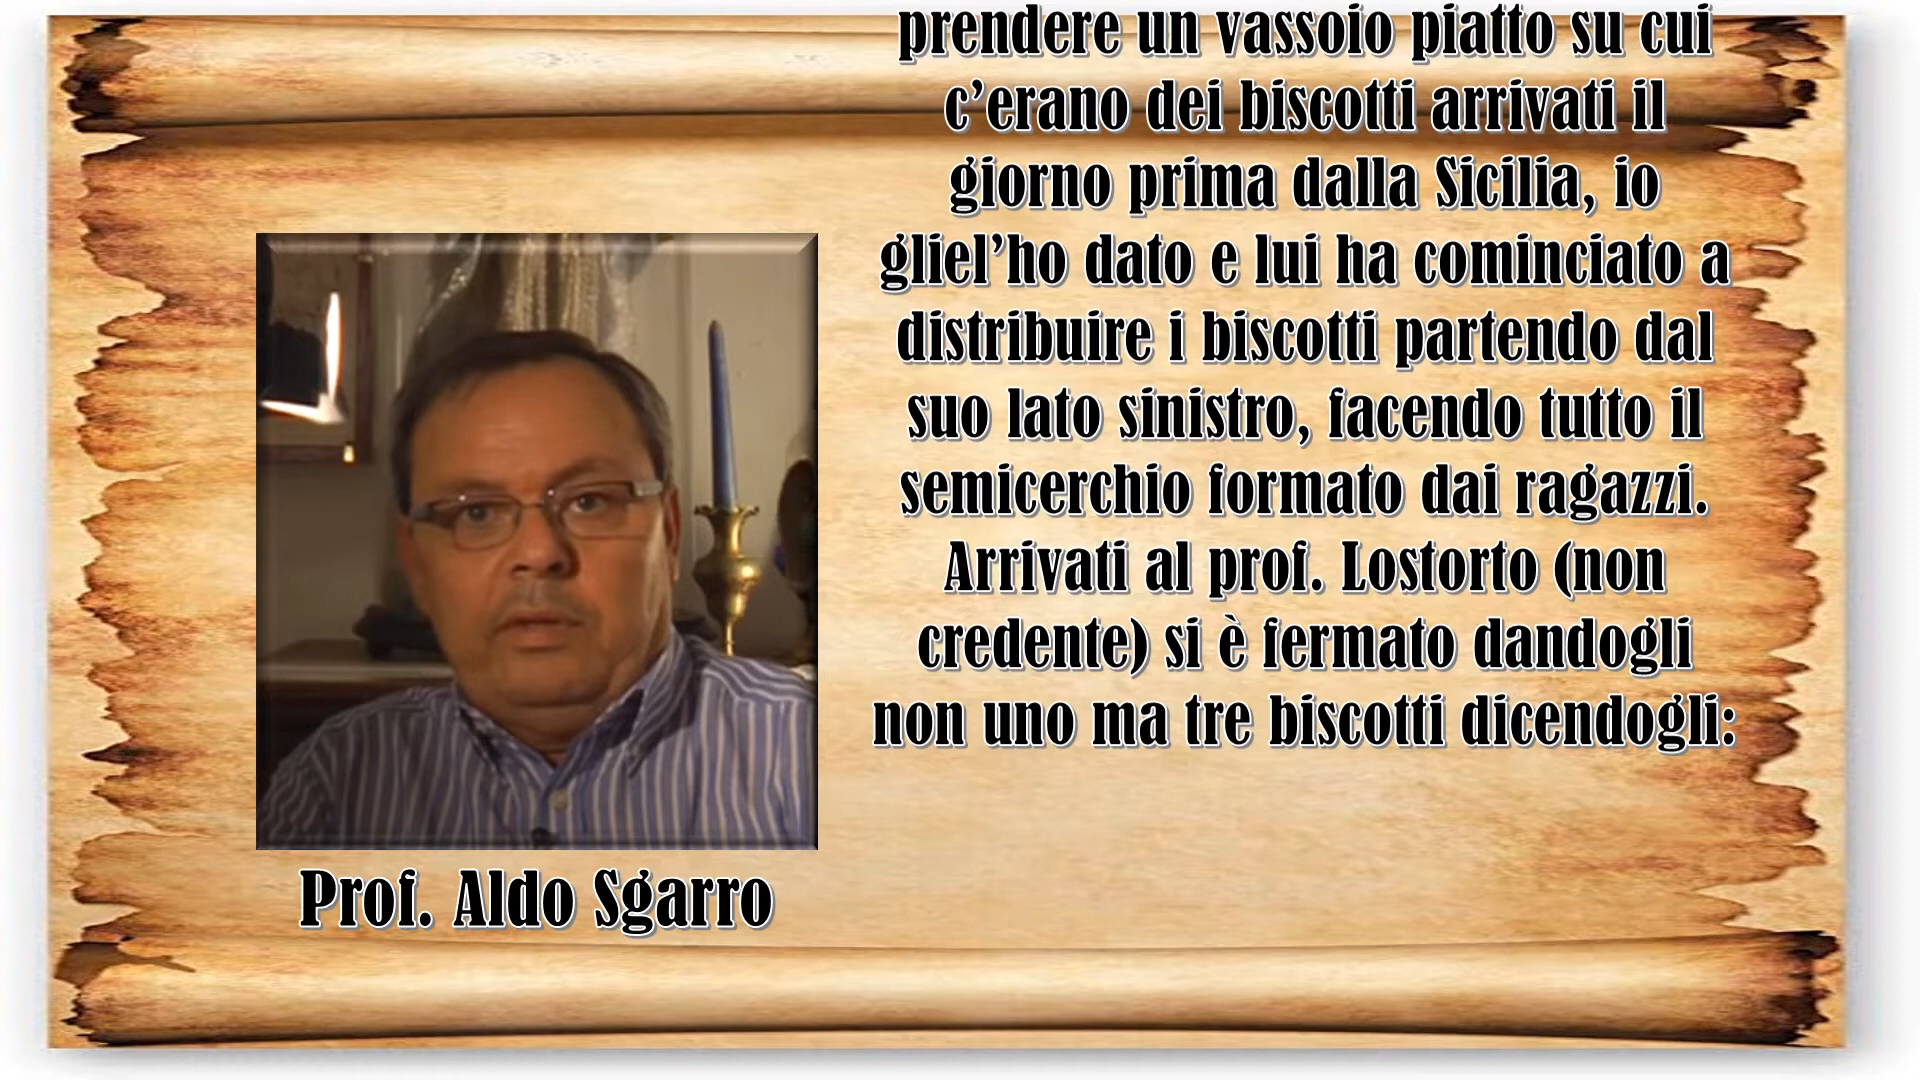 prendere un vassoio piatto su cui
c’erano dei biscotti arrivati il
giorno prima dalla Sicilia, io
gliel’ho dato e lui ha cominciato a
distribuire i biscotti partendo dal
suo lato sinistro, facendo tutto il
semicerchio formato dai ragazzi.
Arrivati al prof. Lostorto (non
credente) si è fermato dandogli
non uno ma tre biscotti dicendogli:
Prof. Aldo Sgarro